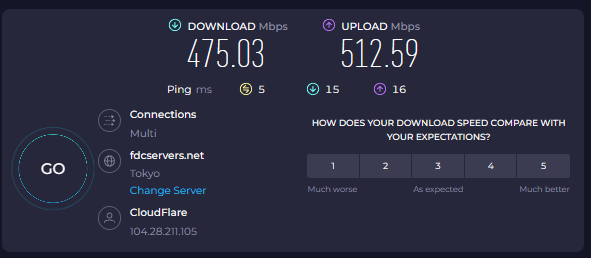 DOWNLOAD Mbps
475.03
UPLOAD Mbps
512.59
Ping ms 5 15 16
GO
Connections
Multi
fdcservers.net
Tokyo
Change Server
CloudFlare
104.28.211.105
HOW DOES YOUR DOWNLOAD SPEED COMPARE WITH
YOUR EXPECTATIONS?
1 2 3 4 5
Much worse As expected Much better